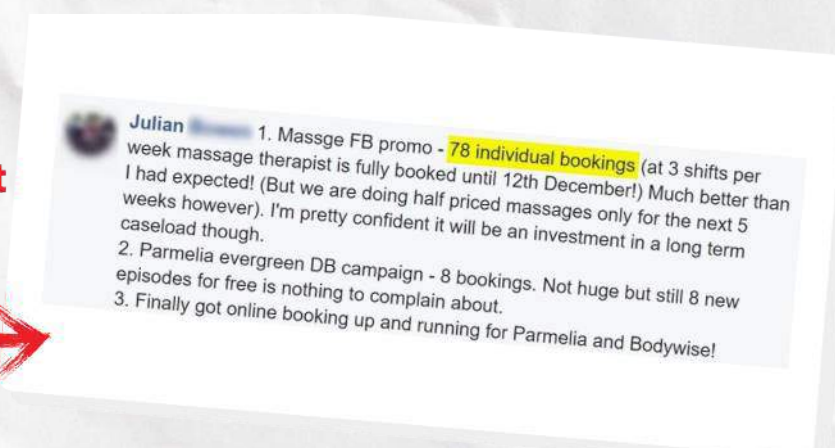 Julian 1. Massge FB promo - 78 individual bookings (at 3 shifts per
week massage therapist is fully booked until 12th December!) Much better than
I had expected! (But we are doing half priced massages only for the next 5
weeks however). I'm pretty confident it will be an investment in a long term
caseload though.
2. Parmelia evergreen DB campaign - 8 bookings. Not huge but still 8 new
episodes for free is nothing to complain about.
3. Finally got online booking up and running for Parmelia and Bodywise!